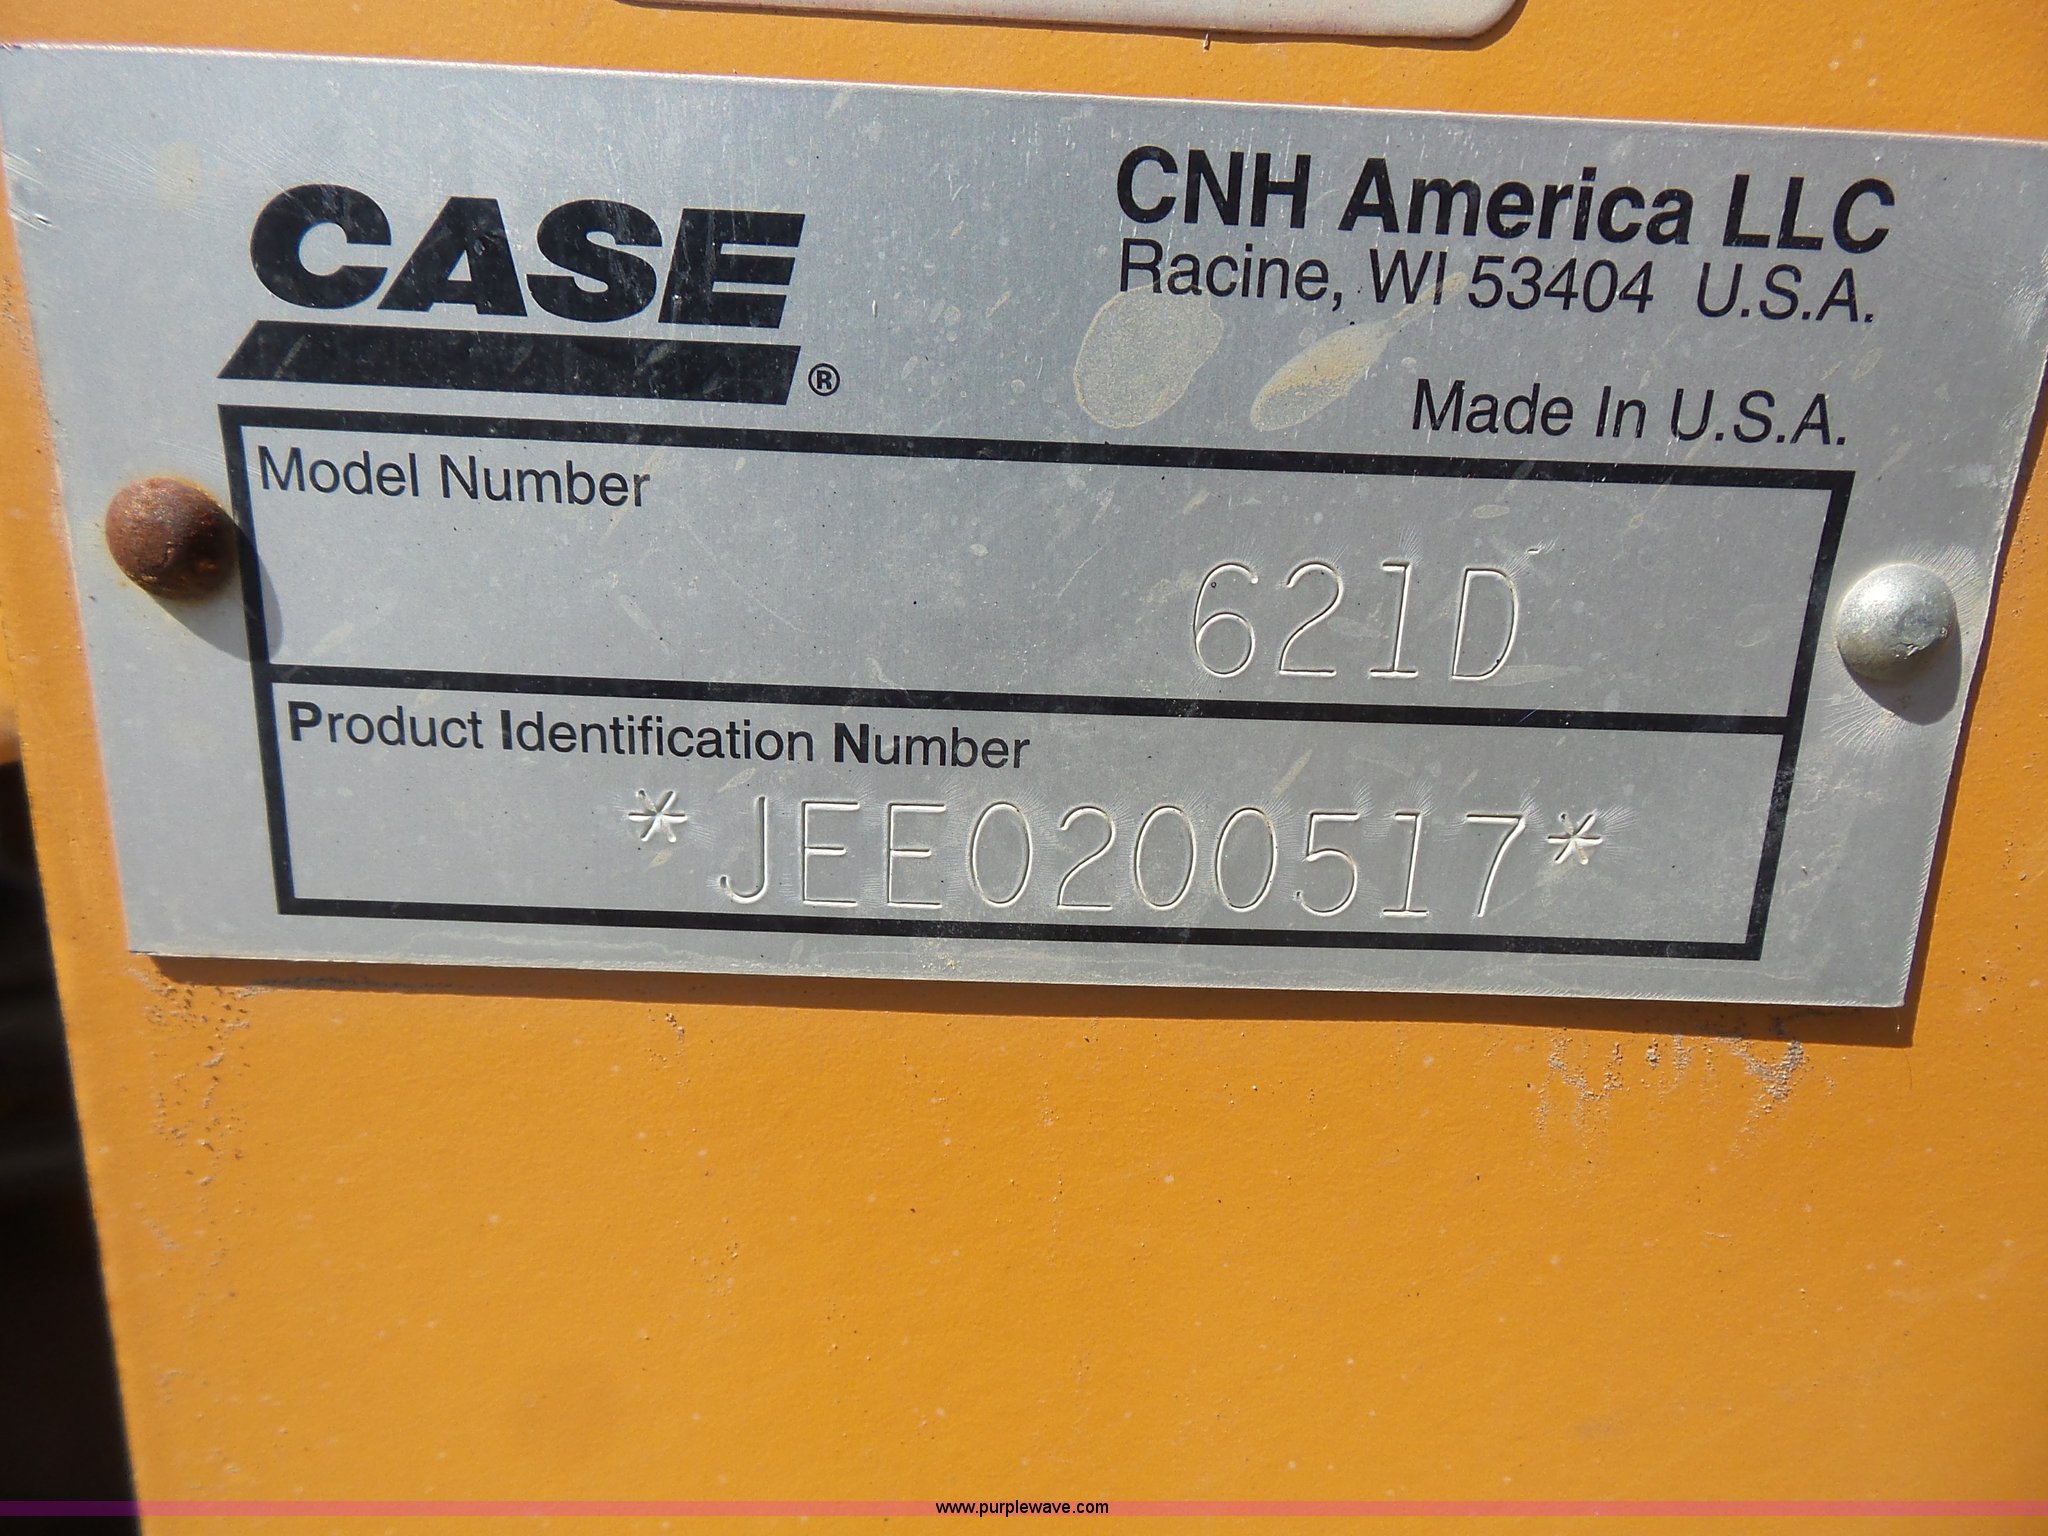 CASE®
CNH America LLC
Racine, WI 53404 U.S.A.
Made In U.S.A.
Model Number
621D
Product Identification Number
*JEE0200517*
www.purplewave.com